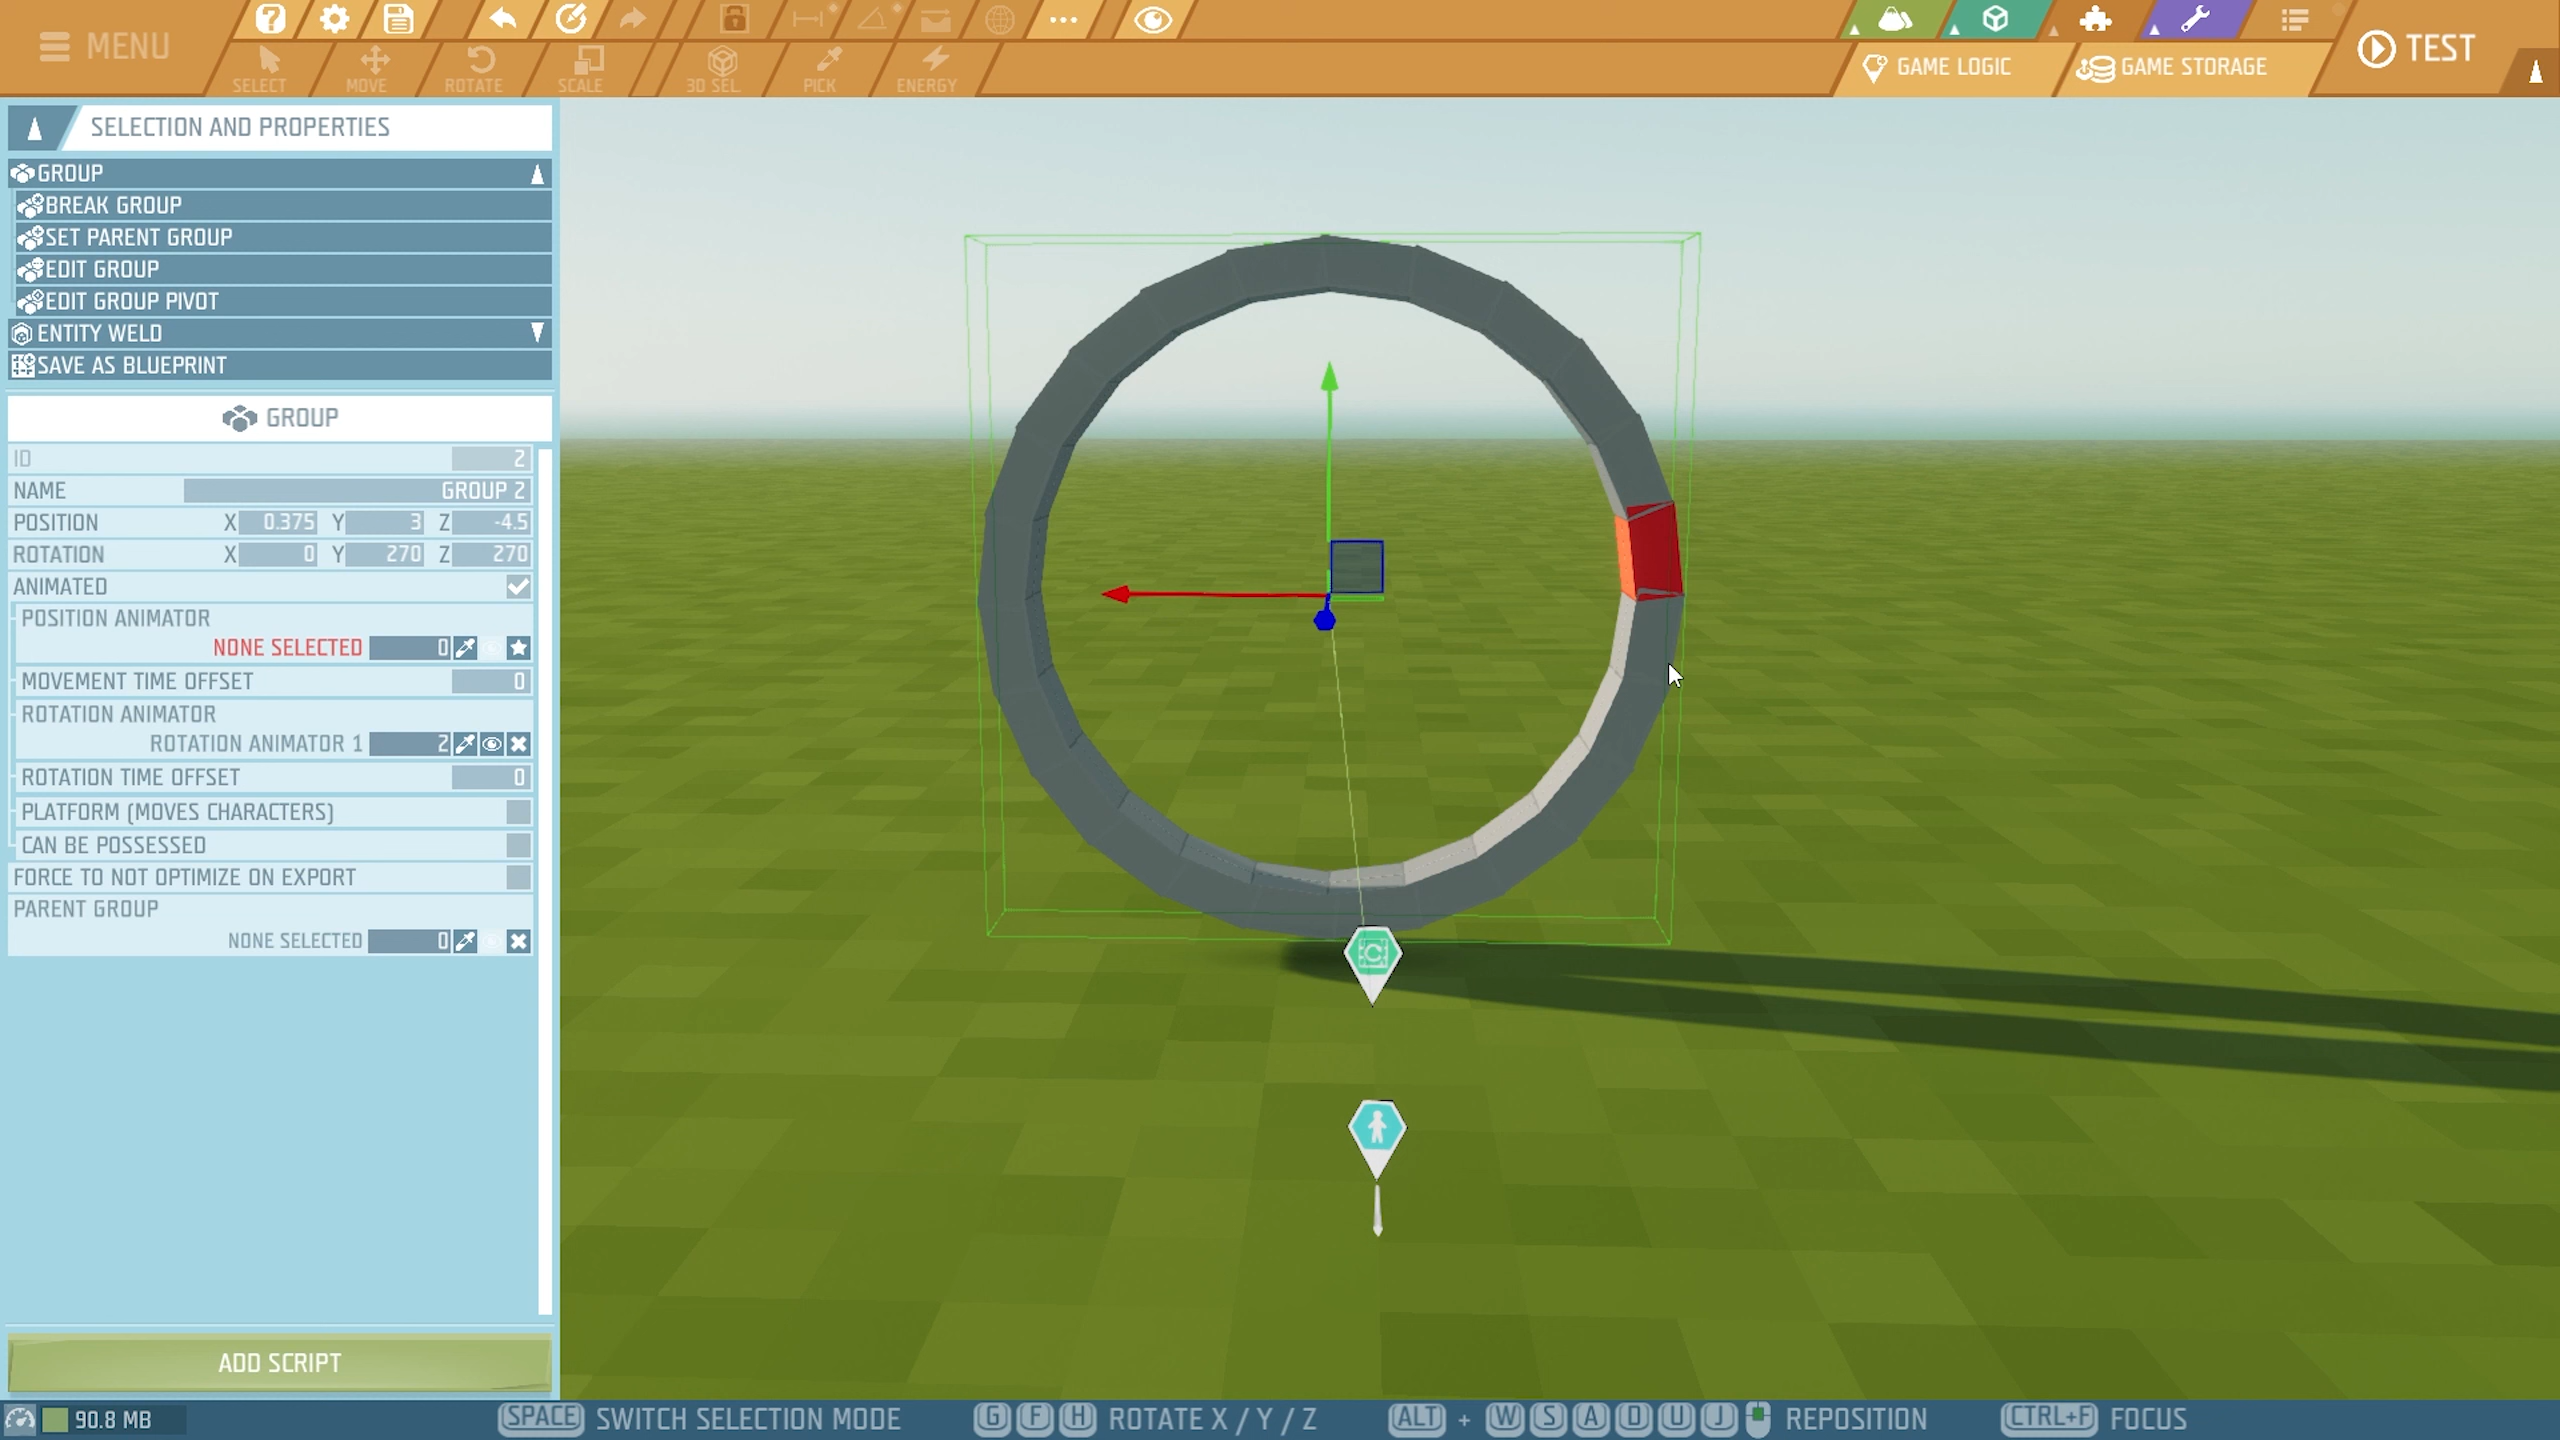 MENU
SELECT
MOVE
ROTATE
SCALE
3D SEL.
PICK
ENERGY
GAME LOGIC
GAME STORAGE
TEST
SELECTION AND PROPERTIES
GROUP
BREAK GROUP
SET PARENT GROUP
EDIT GROUP
EDIT GROUP PIVOT
ENTITY WELD
SAVE AS BLUEPRINT
GROUP
ID 2
NAME GROUP 2
POSITION X 0.375 Y 3 Z -4.5
ROTATION X 0 Y 270 Z 270
ANIMATED
POSITION ANIMATOR
NONE SELECTED 0
MOVEMENT TIME OFFSET 0
ROTATION ANIMATOR
ROTATION ANIMATOR 1 2
ROTATION TIME OFFSET 0
PLATFORM (MOVES CHARACTERS)
CAN BE POSSESSED
FORCE TO NOT OPTIMIZE ON EXPORT
PARENT GROUP
NONE SELECTED 0
ADD SCRIPT
90.8 MB
SPACE SWITCH SELECTION MODE
G F H ROTATE X / Y / Z
ALT + W S A D U J REPOSITION
CTRL+F FOCUS